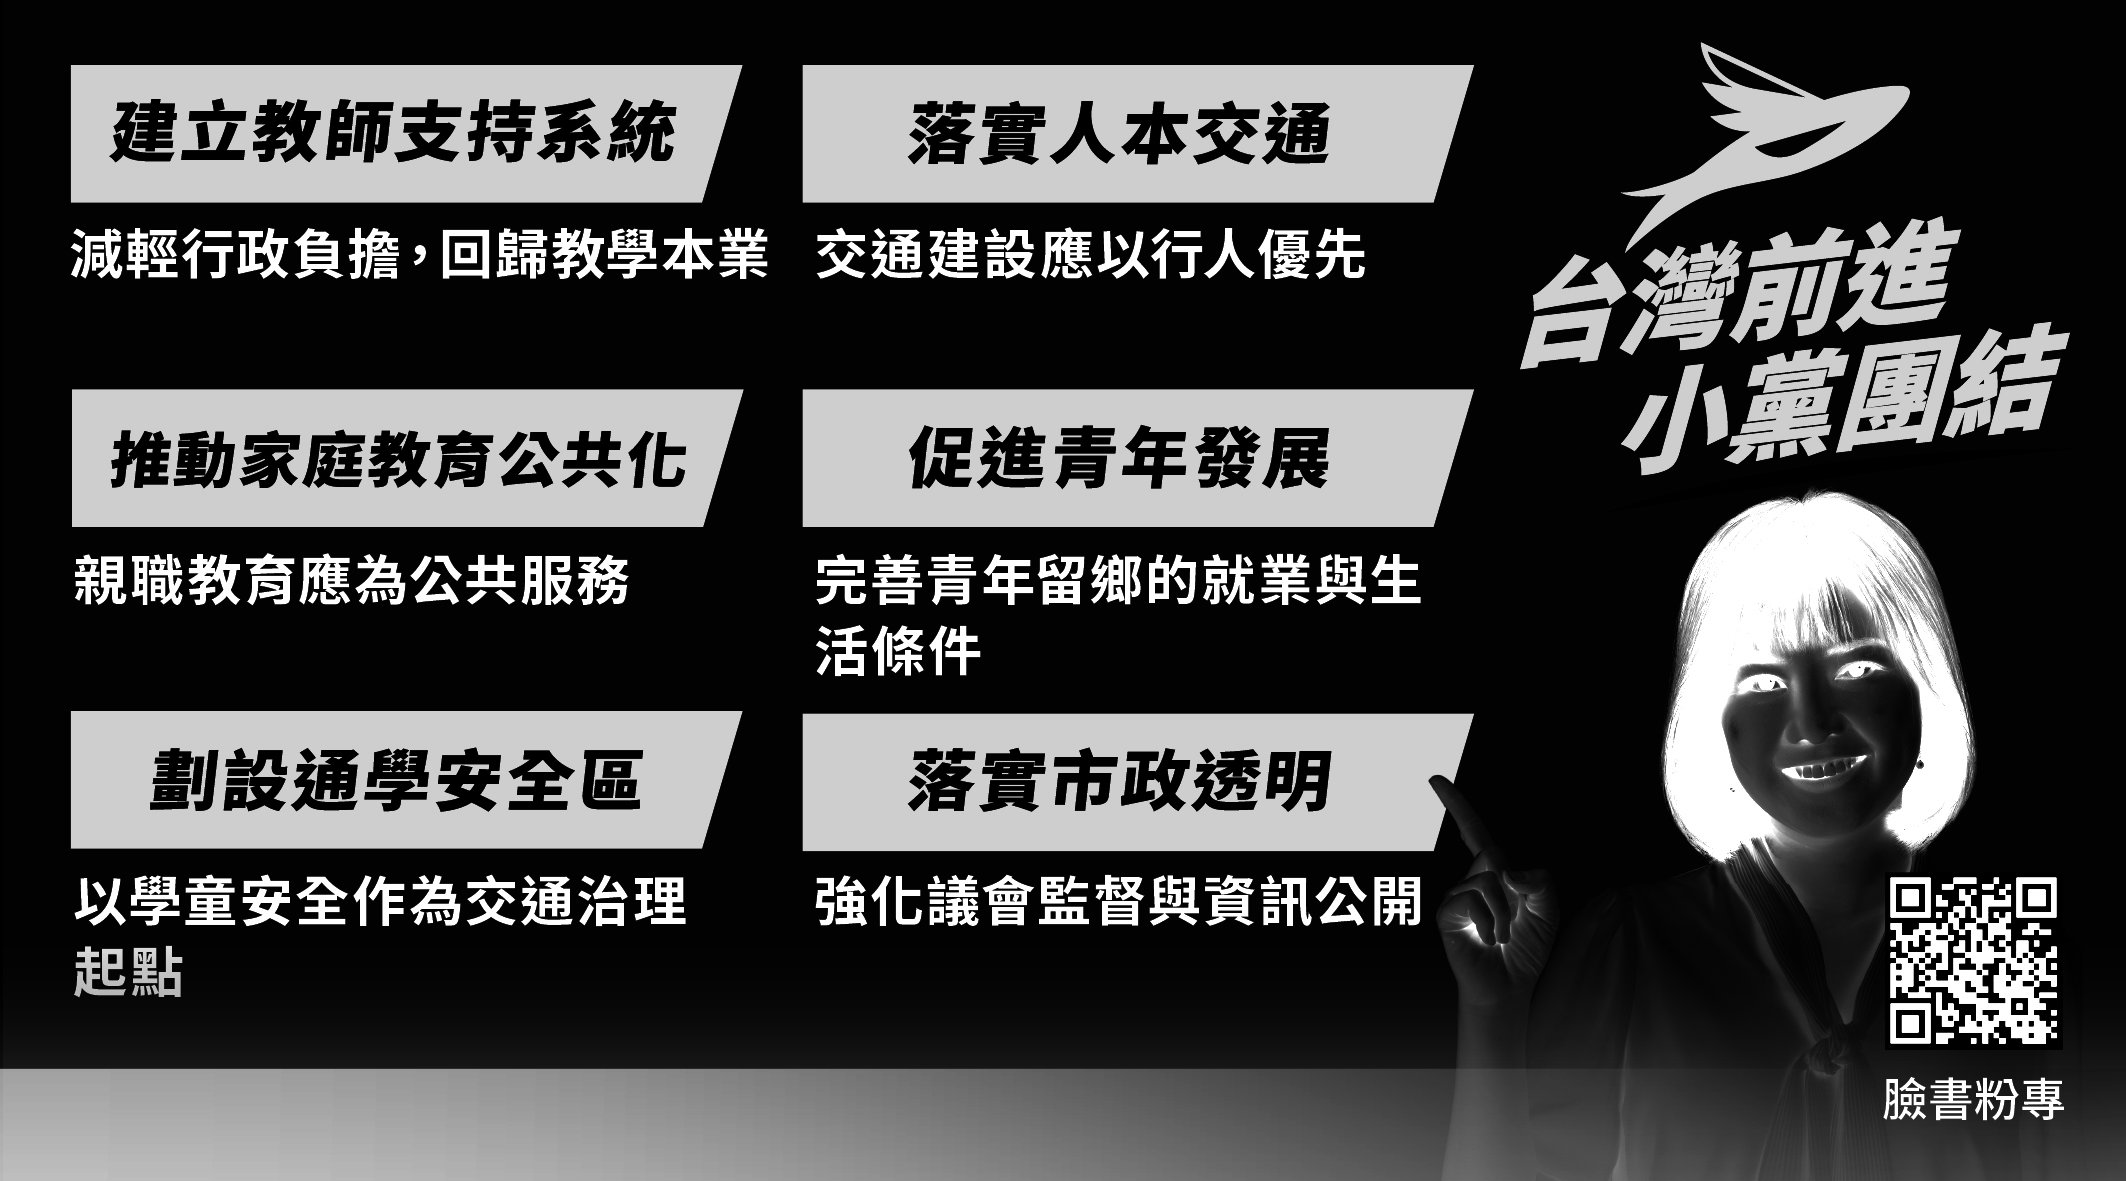 建立教師支持系統
減輕行政負擔，回歸教學本業
落實人本交通
交通建設應以行人優先
推動家庭教育公共化
親職教育應為公共服務
促進青年發展
完善青年留鄉的就業與生
活條件
劃設通學安全區
以學童安全作為交通治理
起點
落實市政透明
強化議會監督與資訊公開
台灣前進
小黨團結
臉書粉專